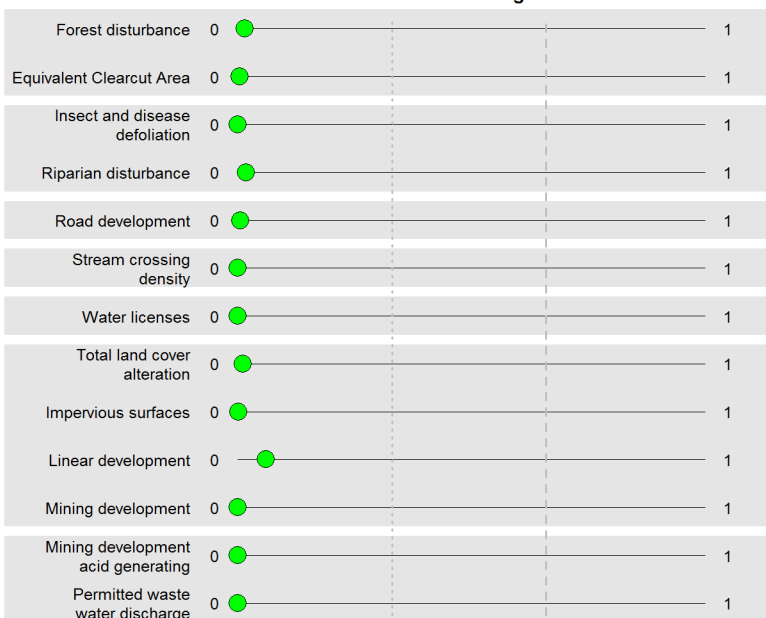 Forest disturbance 0 1
Equivalent Clearcut Area 0 1
Insect and disease
defoliation 0 1
Riparian disturbance 0 1
Road development 0 1
Stream crossing
density 0 1
Water licenses 0 1
Total land cover
alteration 0 1
Impervious surfaces 0 1
Linear development 0 1
Mining development 0 1
Mining development
acid generating 0 1
Permitted waste
water discharge 0 1